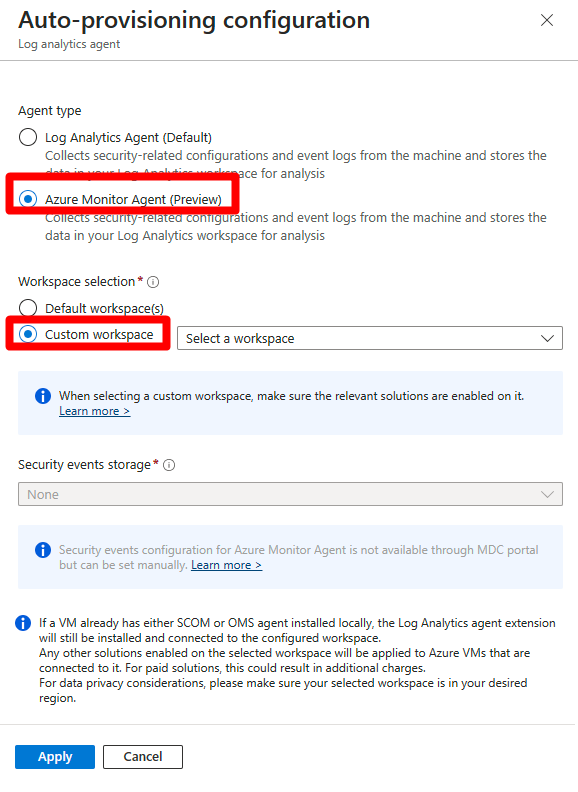 Auto-provisioning configuration
Log analytics agent
Agent type
Log Analytics Agent (Default)
Collects security-related configurations and event logs from the machine and stores the
data in your Log Analytics workspace for analysis
Azure Monitor Agent (Preview)
Collects security-related configurations and event logs from the machine and stores the
data in your Log Analytics workspace for analysis
Workspace selection *
Default workspace(s)
Custom workspace
Select a workspace
When selecting a custom workspace, make sure the relevant solutions are enabled on it.
Learn more >
Security events storage *
None
Security events configuration for Azure Monitor Agent is not available through MDC portal
but can be set manually. Learn more >
If a VM already has either SCOM or OMS agent installed locally, the Log Analytics agent extension
will still be installed and connected to the configured workspace.
Any other solutions enabled on the selected workspace will be applied to Azure VMs that are
connected to it. For paid solutions, this could result in additional charges.
For data privacy considerations, please make sure your selected workspace is in your desired
region.
Apply
Cancel